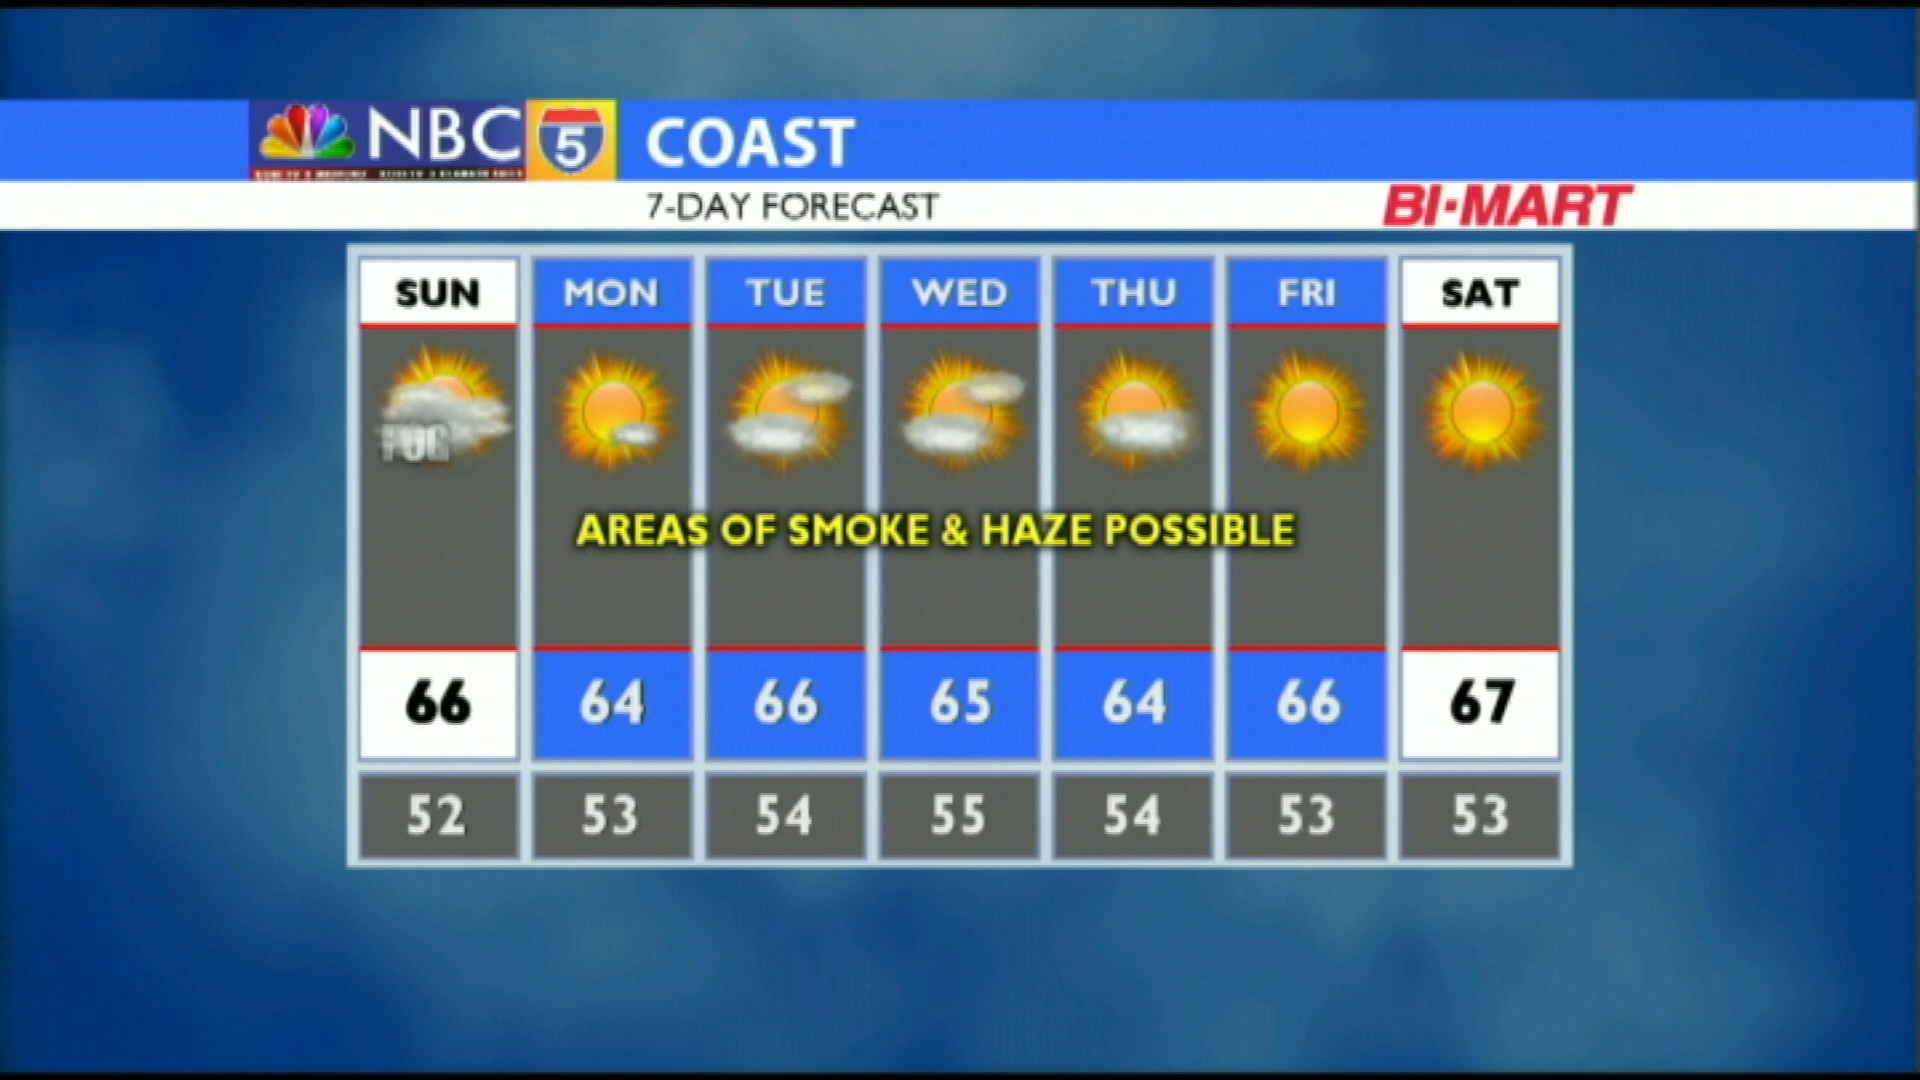 NBC 5 COAST
7-DAY FORECAST
BI-MART
SUN MON TUE WED THU FRI SAT
FOG
AREAS OF SMOKE & HAZE POSSIBLE
66 64 66 65 64 66 67
52 53 54 55 54 53 53